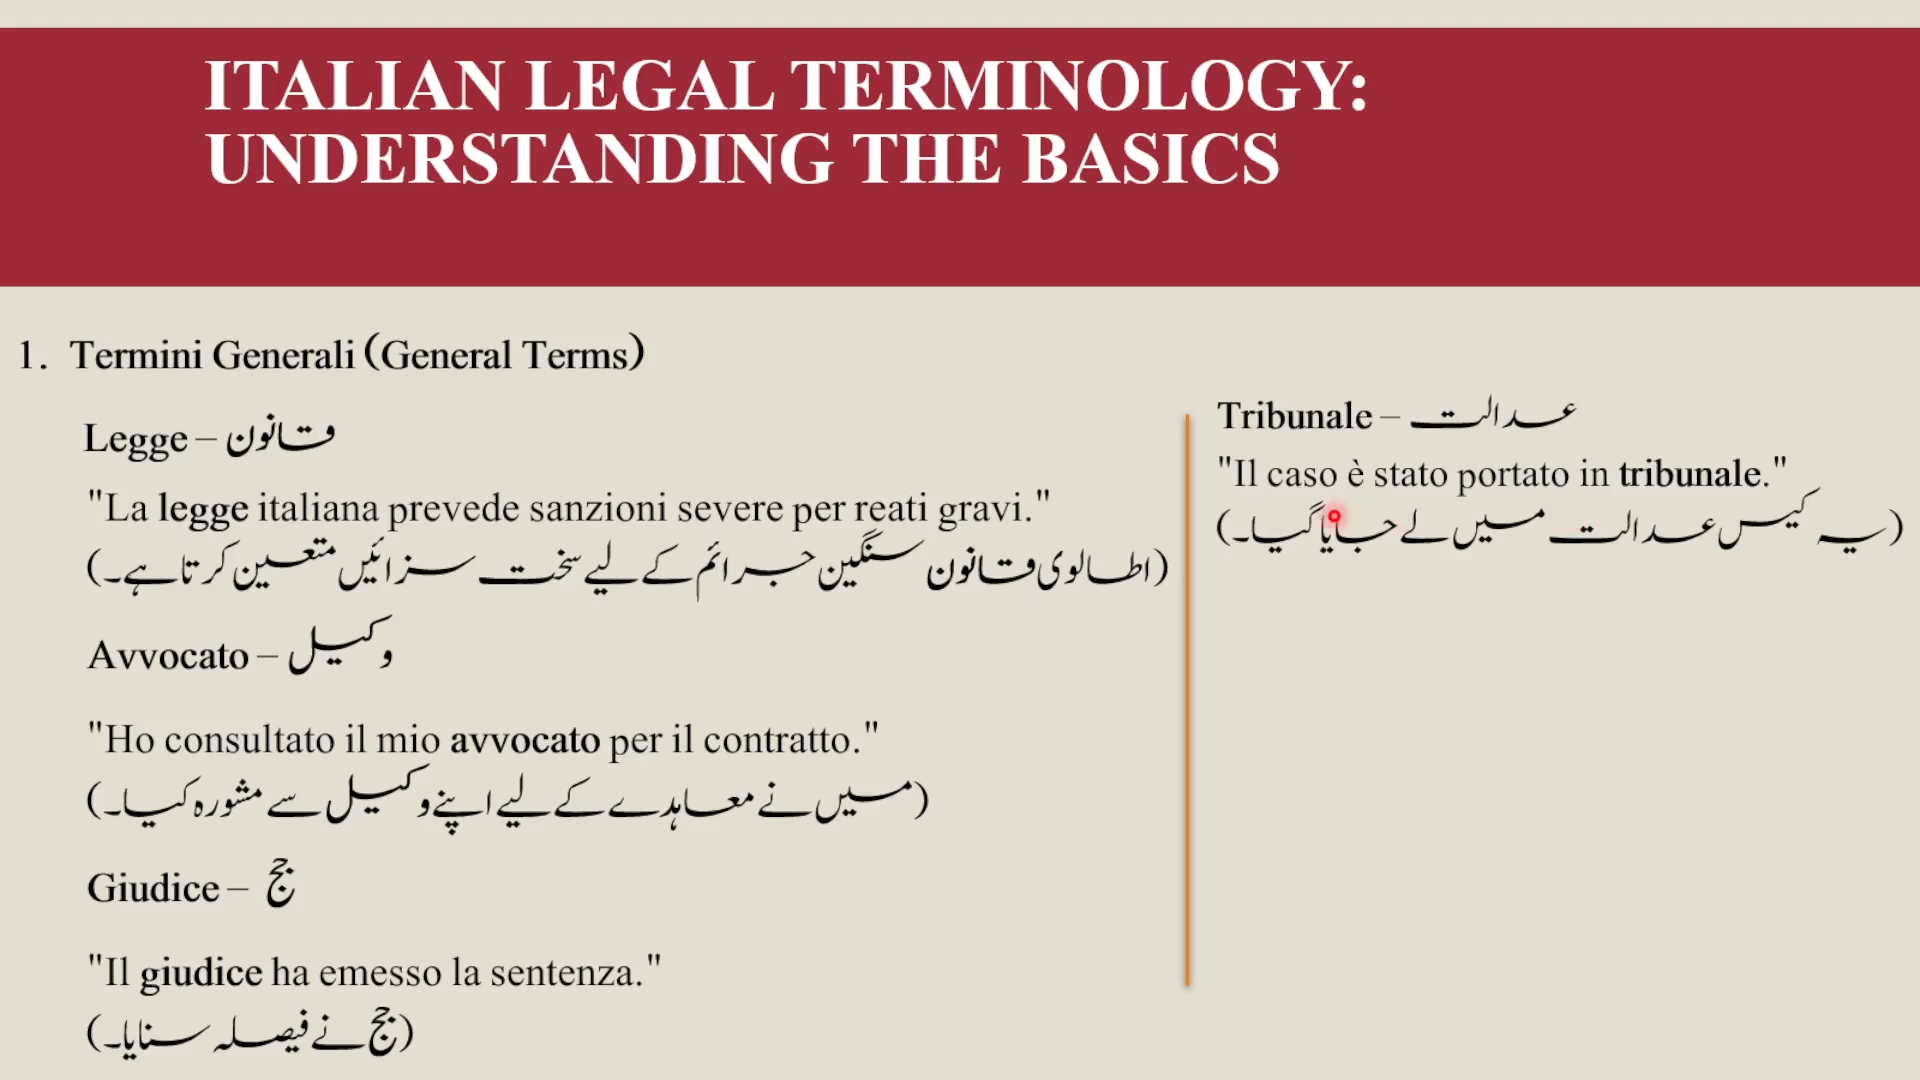 ITALIAN LEGAL TERMINOLOGY:
UNDERSTANDING THE BASICS
1. Termini Generali (General Terms)
Legge – قانون
"La legge italiana prevede sanzioni severe per reati gravi."
(اطالوی قانون سنگین جرائم کے لیے سخت سزائیں متعین کرتا ہے۔)
Avvocato – وکیل
"Ho consultato il mio avvocato per il contratto."
(میں نے معاہدے کے لیے اپنے وکیل سے مشورہ کیا۔)
Giudice – جج
"Il giudice ha emesso la sentenza."
(جج نے فیصلہ سنایا۔)
Tribunale – عدالت
"Il caso è stato portato in tribunale."
(یہ کیس عدالت میں لے جایا گیا۔)